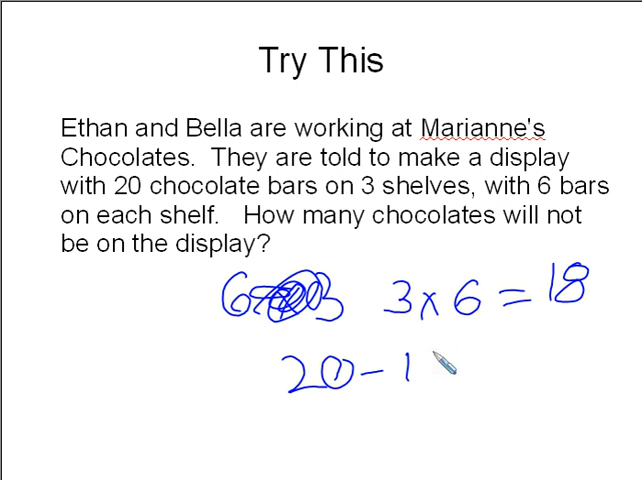 Try This
Ethan and Bella are working at Marianne's
Chocolates. They are told to make a display
with 20 chocolate bars on 3 shelves, with 6 bars
on each shelf. How many chocolates will not
be on the display?
6 3 3 x 6 = 18
20 - 1